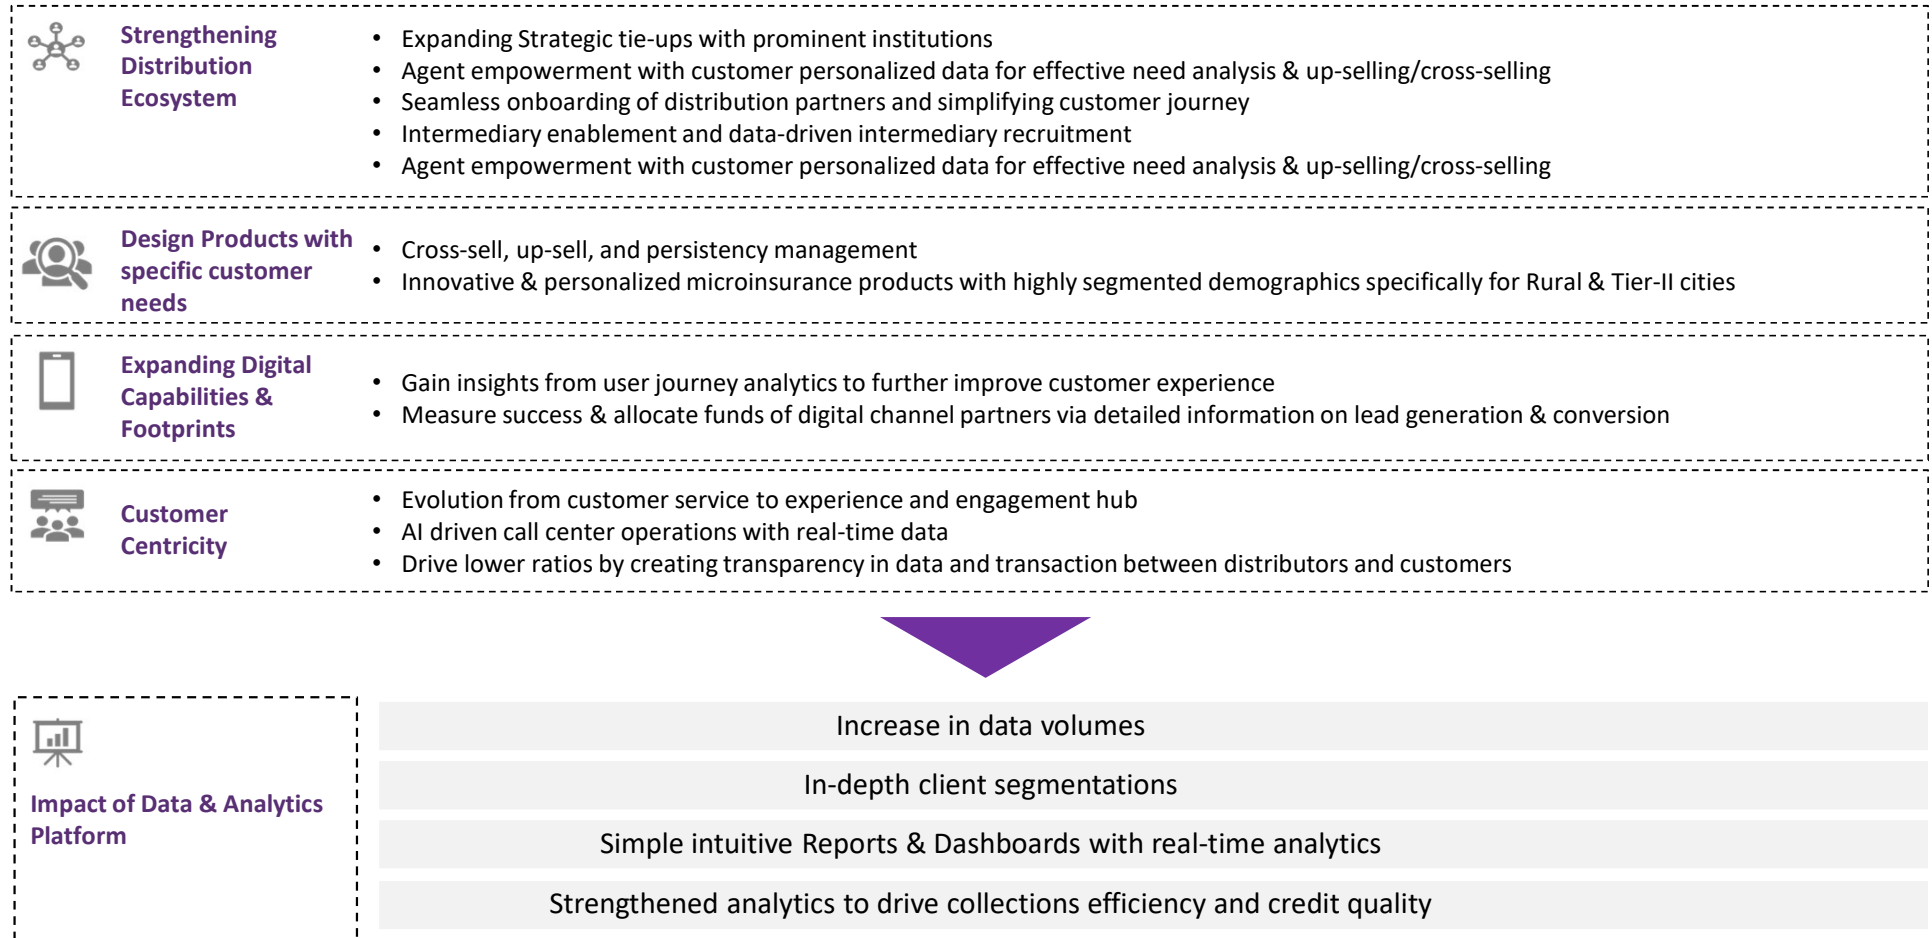 Strengthening
Distribution
Ecosystem
• Expanding Strategic tie-ups with prominent institutions
• Agent empowerment with customer personalized data for effective need analysis & up-selling/cross-selling
• Seamless onboarding of distribution partners and simplifying customer journey
• Intermediary enablement and data-driven intermediary recruitment
• Agent empowerment with customer personalized data for effective need analysis & up-selling/cross-selling
Design Products with
specific customer
needs
• Cross-sell, up-sell, and persistency management
• Innovative & personalized microinsurance products with highly segmented demographics specifically for Rural & Tier-II cities
Expanding Digital
Capabilities &
Footprints
• Gain insights from user journey analytics to further improve customer experience
• Measure success & allocate funds of digital channel partners via detailed information on lead generation & conversion
Customer
Centricity
• Evolution from customer service to experience and engagement hub
• AI driven call center operations with real-time data
• Drive lower ratios by creating transparency in data and transaction between distributors and customers
Impact of Data & Analytics
Platform
Increase in data volumes
In-depth client segmentations
Simple intuitive Reports & Dashboards with real-time analytics
Strengthened analytics to drive collections efficiency and credit quality